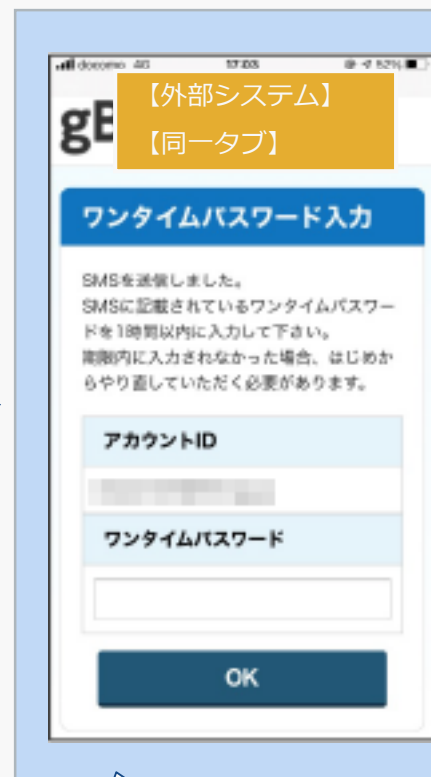 docomo 4G 17:03 52%
【外部システム】
【同一タブ】
ワンタイムパスワード入力
SMSを送信しました。
SMSに記載されているワンタイムパスワー
ドを1時間以内に入力して下さい。
期限内に入力されなかった場合、はじめか
らやり直していただく必要があります。
アカウントID
ワンタイムパスワード
OK